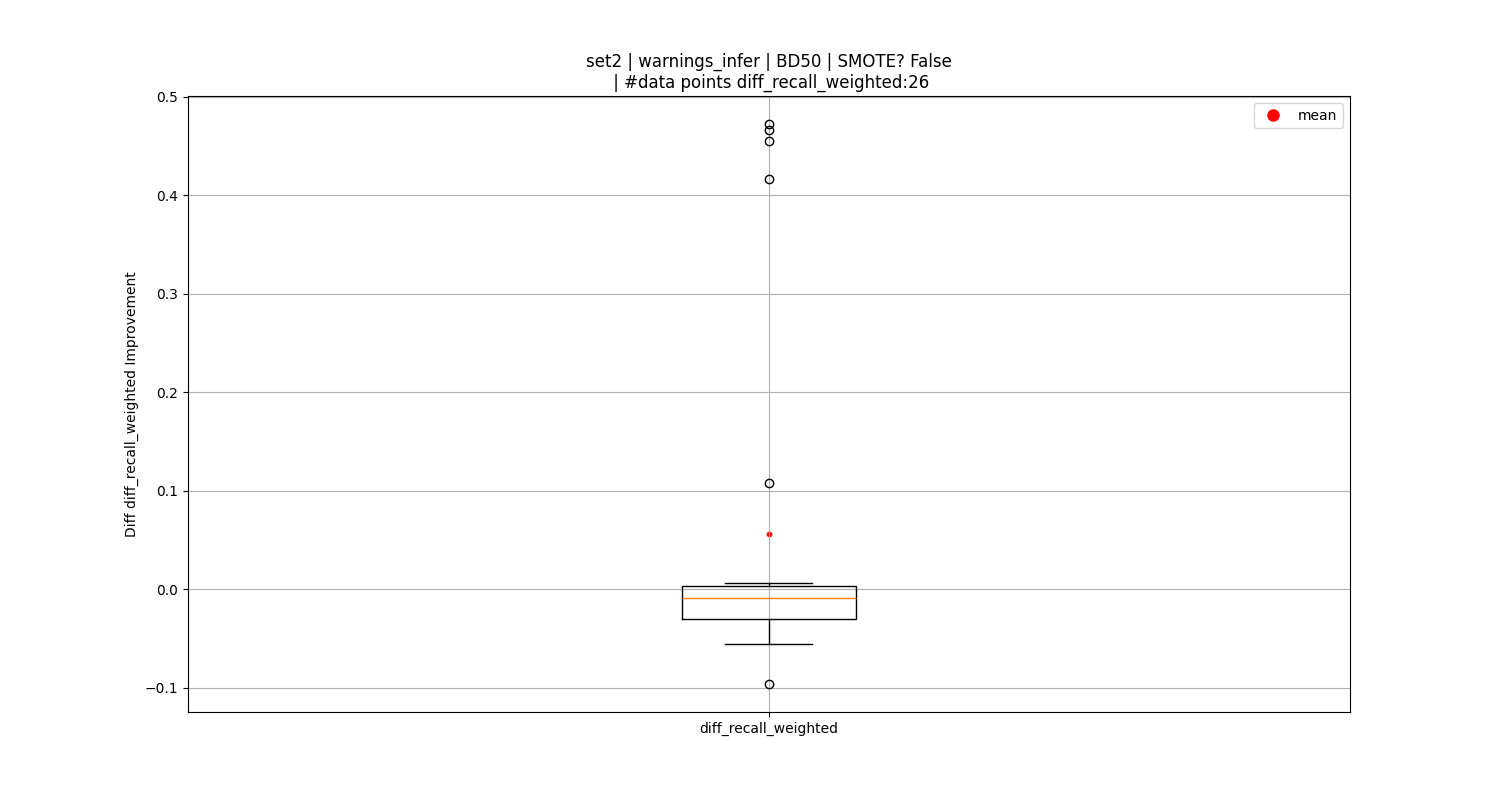 set2 | warnings_infer | BD50 | SMOTE? False
| #data points diff_recall_weighted:26
mean
0.5
0.4
0.3
0.2
0.1
0.0
−0.1
Diff diff_recall_weighted Improvement
diff_recall_weighted